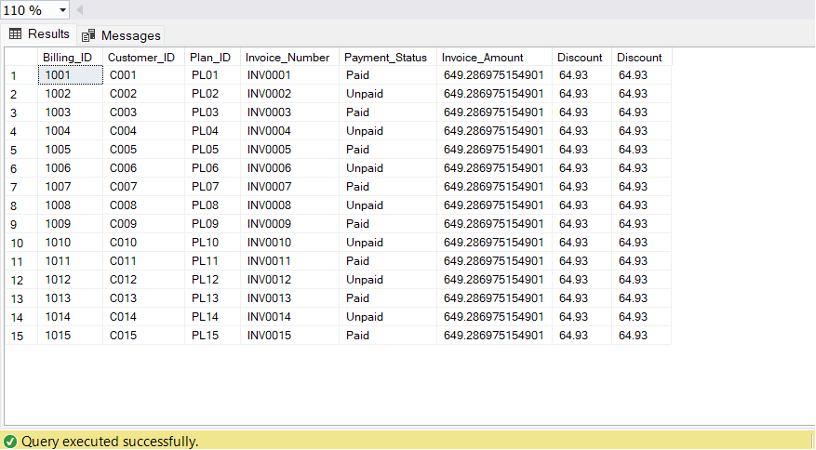 110 %
Results Messages
Billing_ID Customer_ID Plan_ID Invoice_Number Payment_Status Invoice_Amount Discount Discount
1 1001 C001 PL01 INV0001 Paid 649.286975154901 64.93 64.93
2 1002 C002 PL02 INV0002 Unpaid 649.286975154901 64.93 64.93
3 1003 C003 PL03 INV0003 Paid 649.286975154901 64.93 64.93
4 1004 C004 PL04 INV0004 Unpaid 649.286975154901 64.93 64.93
5 1005 C005 PL05 INV0005 Paid 649.286975154901 64.93 64.93
6 1006 C006 PL06 INV0006 Unpaid 649.286975154901 64.93 64.93
7 1007 C007 PL07 INV0007 Paid 649.286975154901 64.93 64.93
8 1008 C008 PL08 INV0008 Unpaid 649.286975154901 64.93 64.93
9 1009 C009 PL09 INV0009 Paid 649.286975154901 64.93 64.93
10 1010 C010 PL10 INV0010 Unpaid 649.286975154901 64.93 64.93
11 1011 C011 PL11 INV0011 Paid 649.286975154901 64.93 64.93
12 1012 C012 PL12 INV0012 Unpaid 649.286975154901 64.93 64.93
13 1013 C013 PL13 INV0013 Paid 649.286975154901 64.93 64.93
14 1014 C014 PL14 INV0014 Unpaid 649.286975154901 64.93 64.93
15 1015 C015 PL15 INV0015 Paid 649.286975154901 64.93 64.93
Query executed successfully.